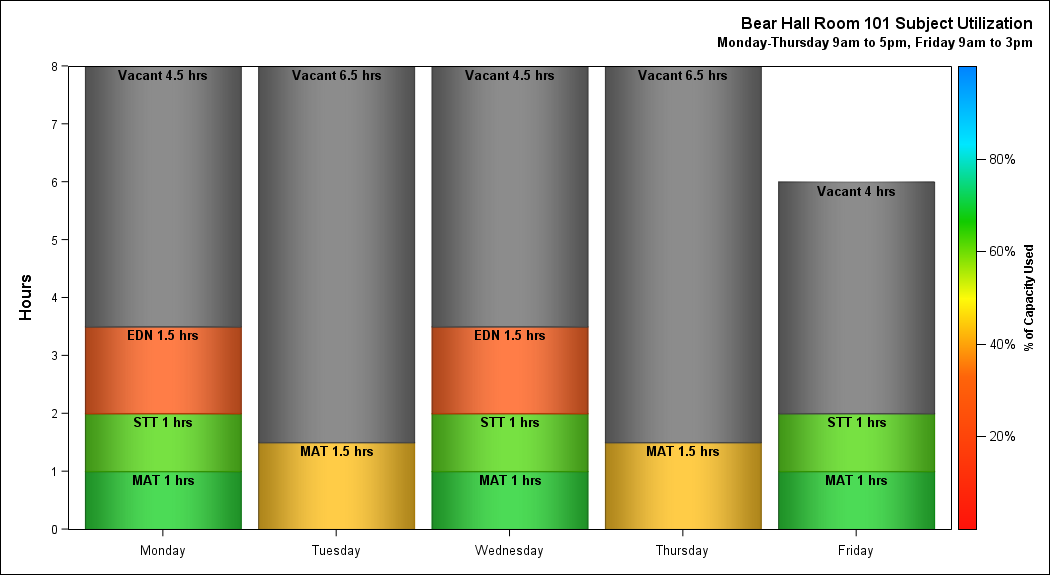 Bear Hall Room 101 Subject Utilization
Monday-Thursday 9am to 5pm, Friday 9am to 3pm
Hours
8
7
6
5
4
3
2
1
0
Vacant 4.5 hrs
EDN 1.5 hrs
STT 1 hrs
MAT 1 hrs
Vacant 6.5 hrs
MAT 1.5 hrs
Vacant 4.5 hrs
EDN 1.5 hrs
STT 1 hrs
MAT 1 hrs
Vacant 6.5 hrs
MAT 1.5 hrs
Vacant 4 hrs
STT 1 hrs
MAT 1 hrs
Monday
Tuesday
Wednesday
Thursday
Friday
80%
60%
40%
20%
% of Capacity Used